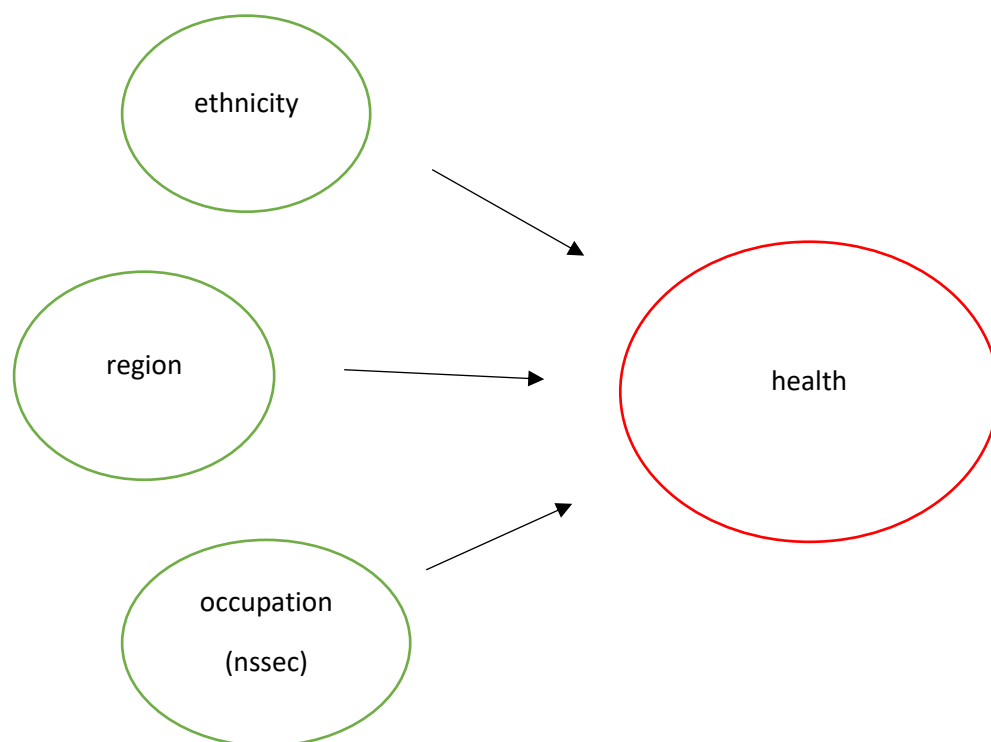 ethnicity
region
health
occupation
(nssec)